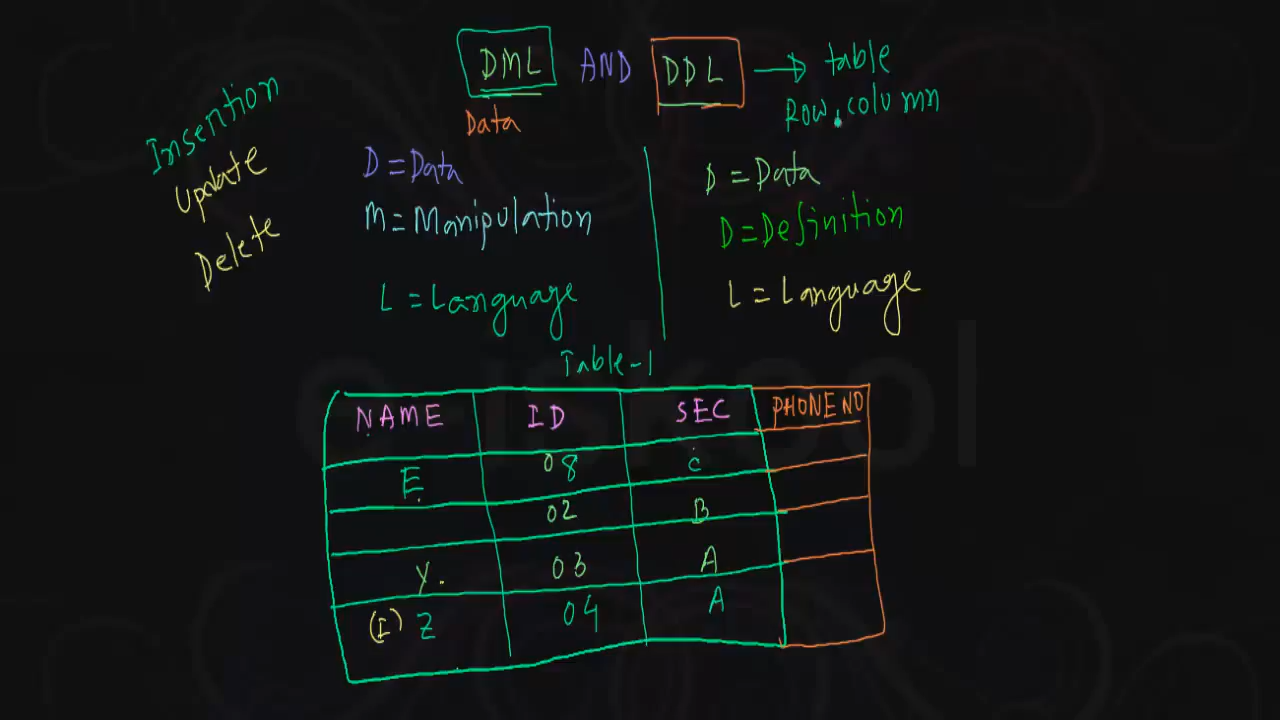 DML AND DDL → table
Row.column
Data
Insention
Update
Delete
D = Data
M = Manipulation
L = Language
D = Data
D = Definition
L = Language
Table-1
NAME ID SEC PHONE NO
E 08 C
02 B
Y. 03 A
(I) Z 04 A